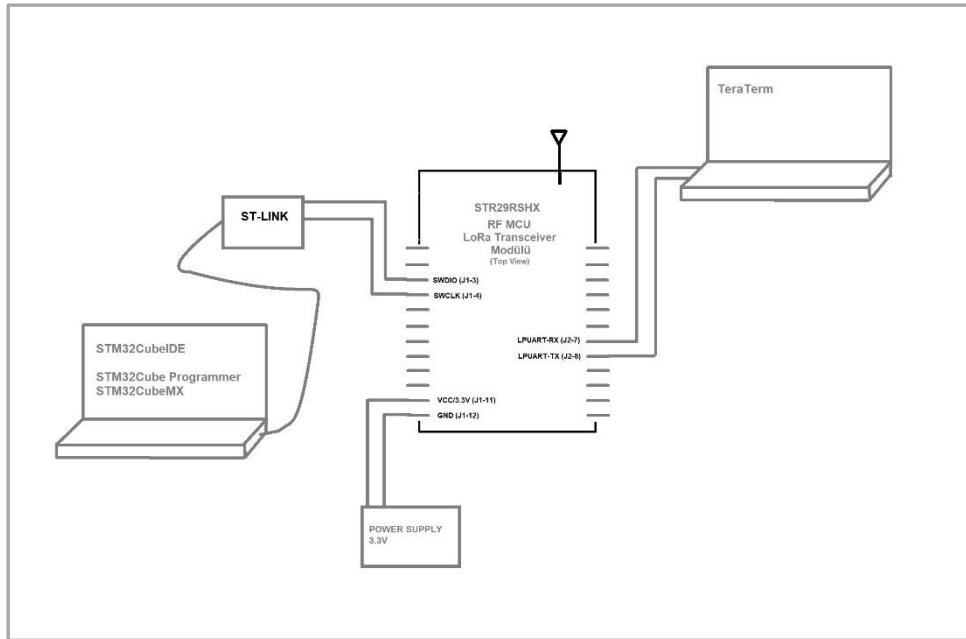 TeraTerm
ST-LINK
STR29RSHX
RF MCU
LoRa Transceiver
Modülü
(Top View)
SWDIO (J1-3)
SWCLK (J1-4)
LPUART-RX (J2-7)
LPUART-TX (J2-8)
STM32CubeIDE
STM32Cube Programmer
STM32CubeMX
VCC/3.3V (J1-11)
GND (J1-12)
POWER SUPPLY
3.3V